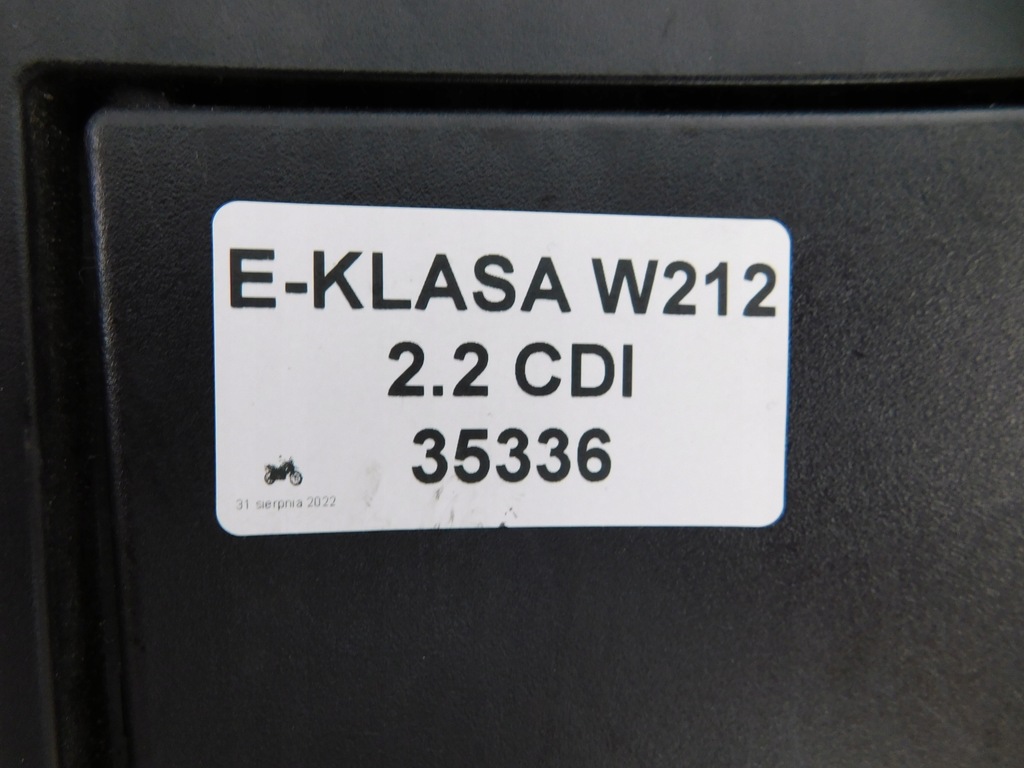 E-KLASA W212
2.2 CDI
35336
31 sierpnia 2022